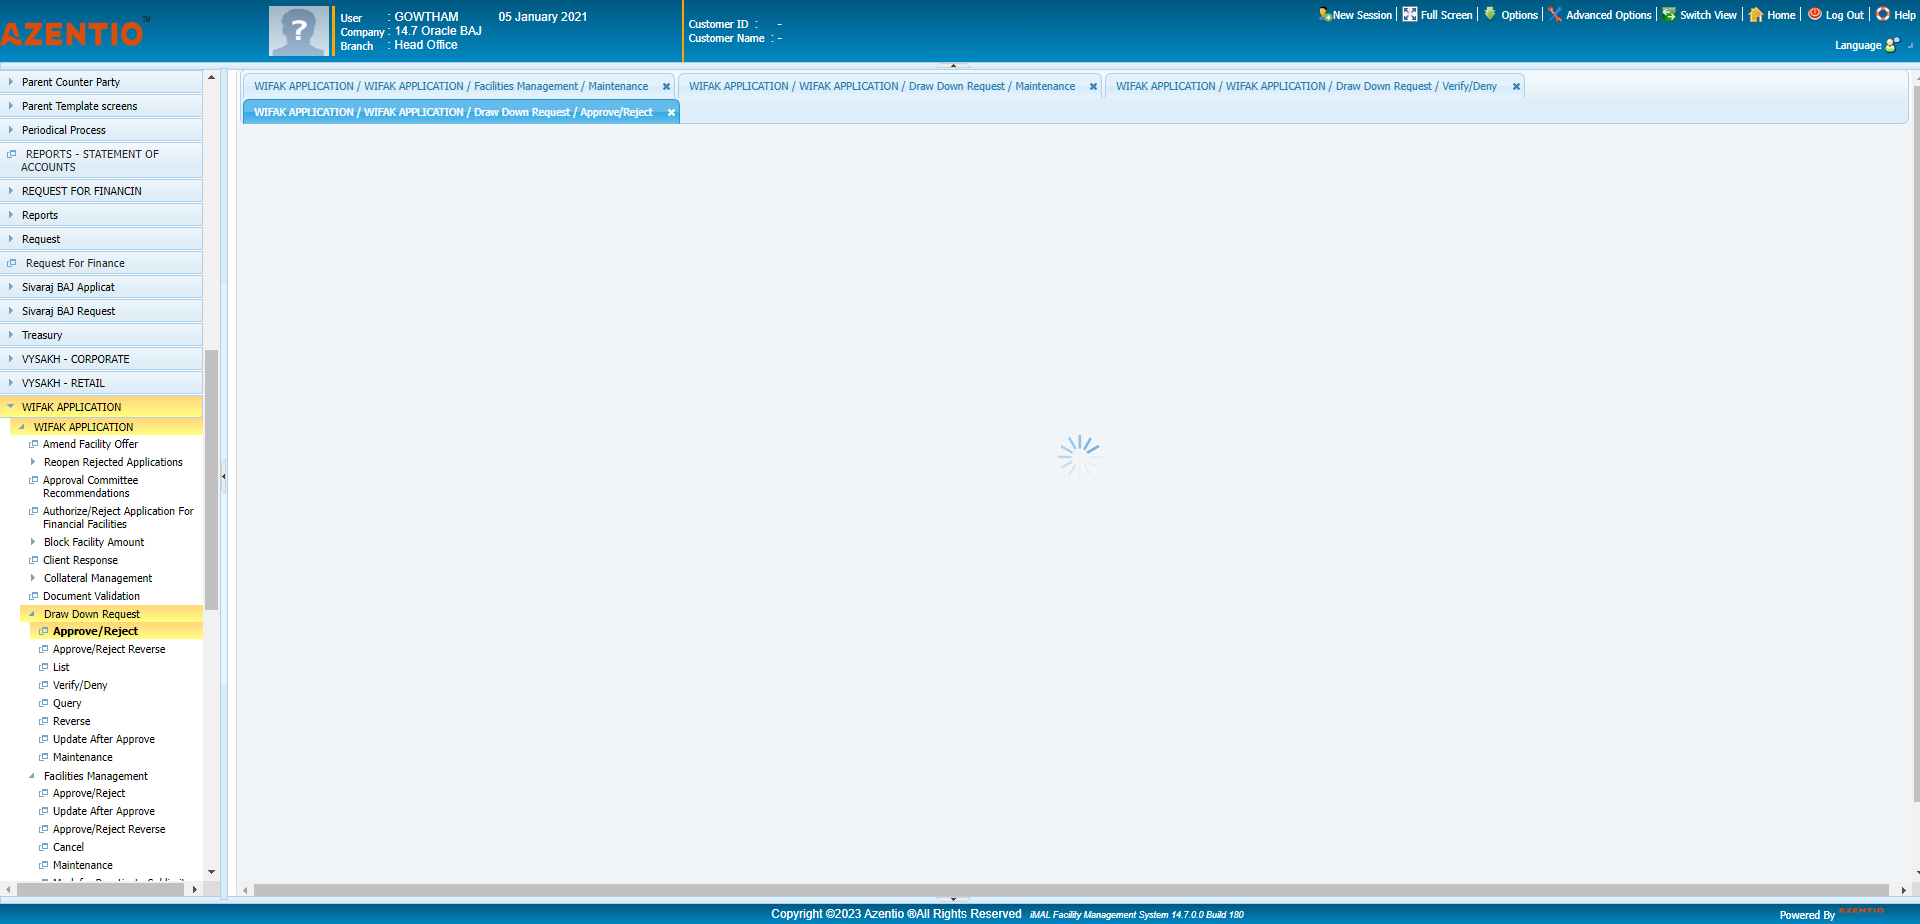 AZENTIO™
User : GOWTHAM 05 January 2021
Company : 14.7 Oracle BAJ
Branch : Head Office
Customer ID : -
Customer Name : -
New Session Full Screen Options Advanced Options Switch View Home Log Out Help
Language
Parent Counter Party
Parent Template screens
Periodical Process
REPORTS - STATEMENT OF
ACCOUNTS
REQUEST FOR FINANCIN
Reports
Request
Request For Finance
Sivaraj BAJ Applicat
Sivaraj BAJ Request
Treasury
VYSAKH - CORPORATE
VYSAKH - RETAIL
WIFAK APPLICATION
WIFAK APPLICATION
Amend Facility Offer
Reopen Rejected Applications
Approval Committee
Recommendations
Authorize/Reject Application For
Financial Facilities
Block Facility Amount
Client Response
Collateral Management
Document Validation
Draw Down Request
Approve/Reject
Approve/Reject Reverse
List
Verify/Deny
Query
Reverse
Update After Approve
Maintenance
Facilities Management
Approve/Reject
Update After Approve
Approve/Reject Reverse
Cancel
Maintenance
WIFAK APPLICATION / WIFAK APPLICATION / Facilities Management / Maintenance
WIFAK APPLICATION / WIFAK APPLICATION / Draw Down Request / Maintenance
WIFAK APPLICATION / WIFAK APPLICATION / Draw Down Request / Verify/Deny
WIFAK APPLICATION / WIFAK APPLICATION / Draw Down Request / Approve/Reject
Copyright ©2023 Azentio ®All Rights Reserved iMAL Facility Management System 14.7.0.0 Build 180
Powered By AZENTIO